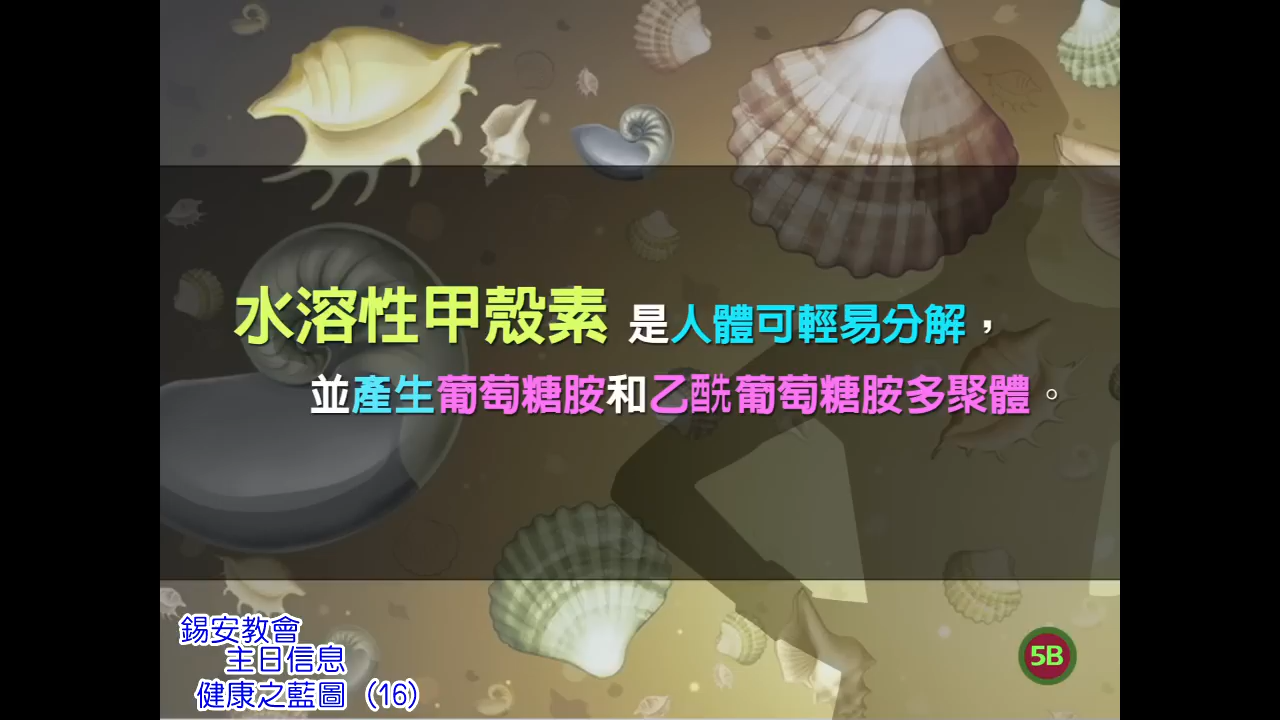 水溶性甲殼素 是人體可輕易分解，
並產生葡萄糖胺和乙酰葡萄糖胺多聚體。
錫安教會
主日信息
健康之藍圖 (16)
5B